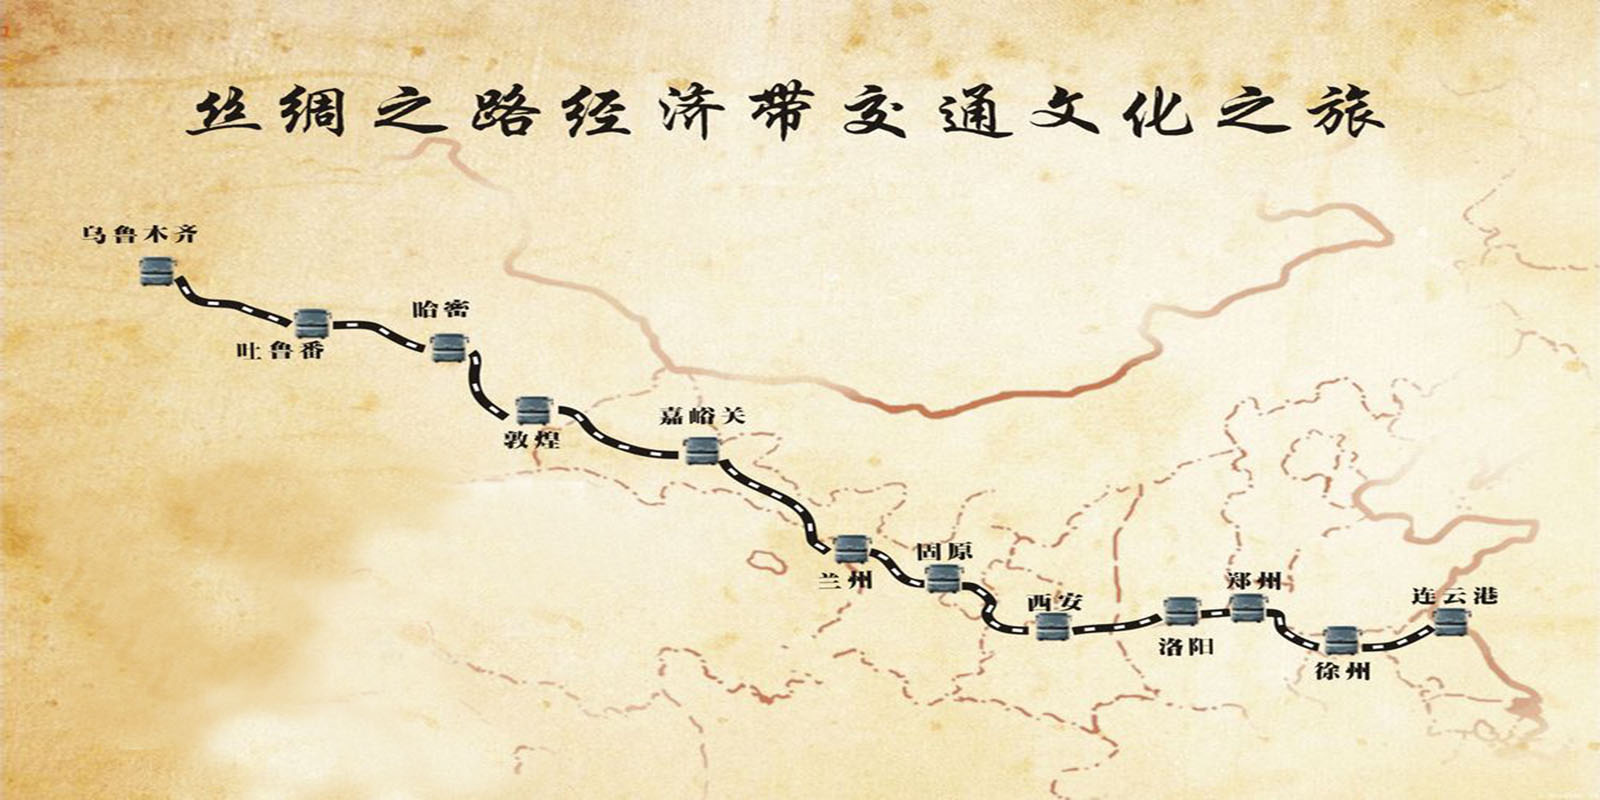 丝绸之路经济带交通文化之旅
乌鲁木齐
吐鲁番
哈密
敦煌
嘉峪关
兰州
固原
西安
洛阳
郑州
徐州
连云港